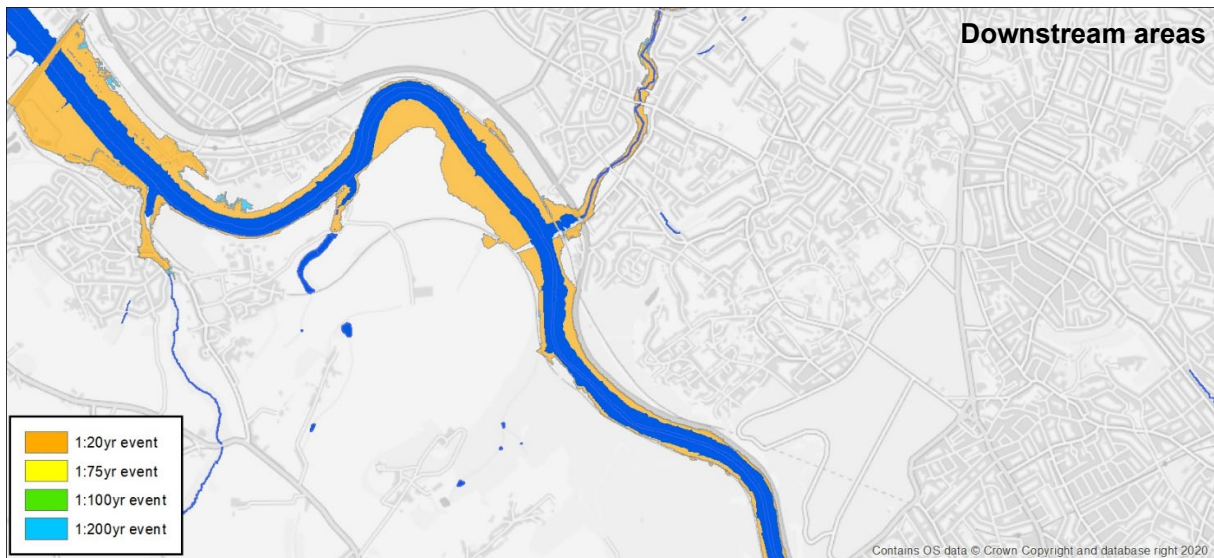 Downstream areas
1:20yr event
1:75yr event
1:100yr event
1:200yr event
Contains OS data © Crown Copyright and database right 2020